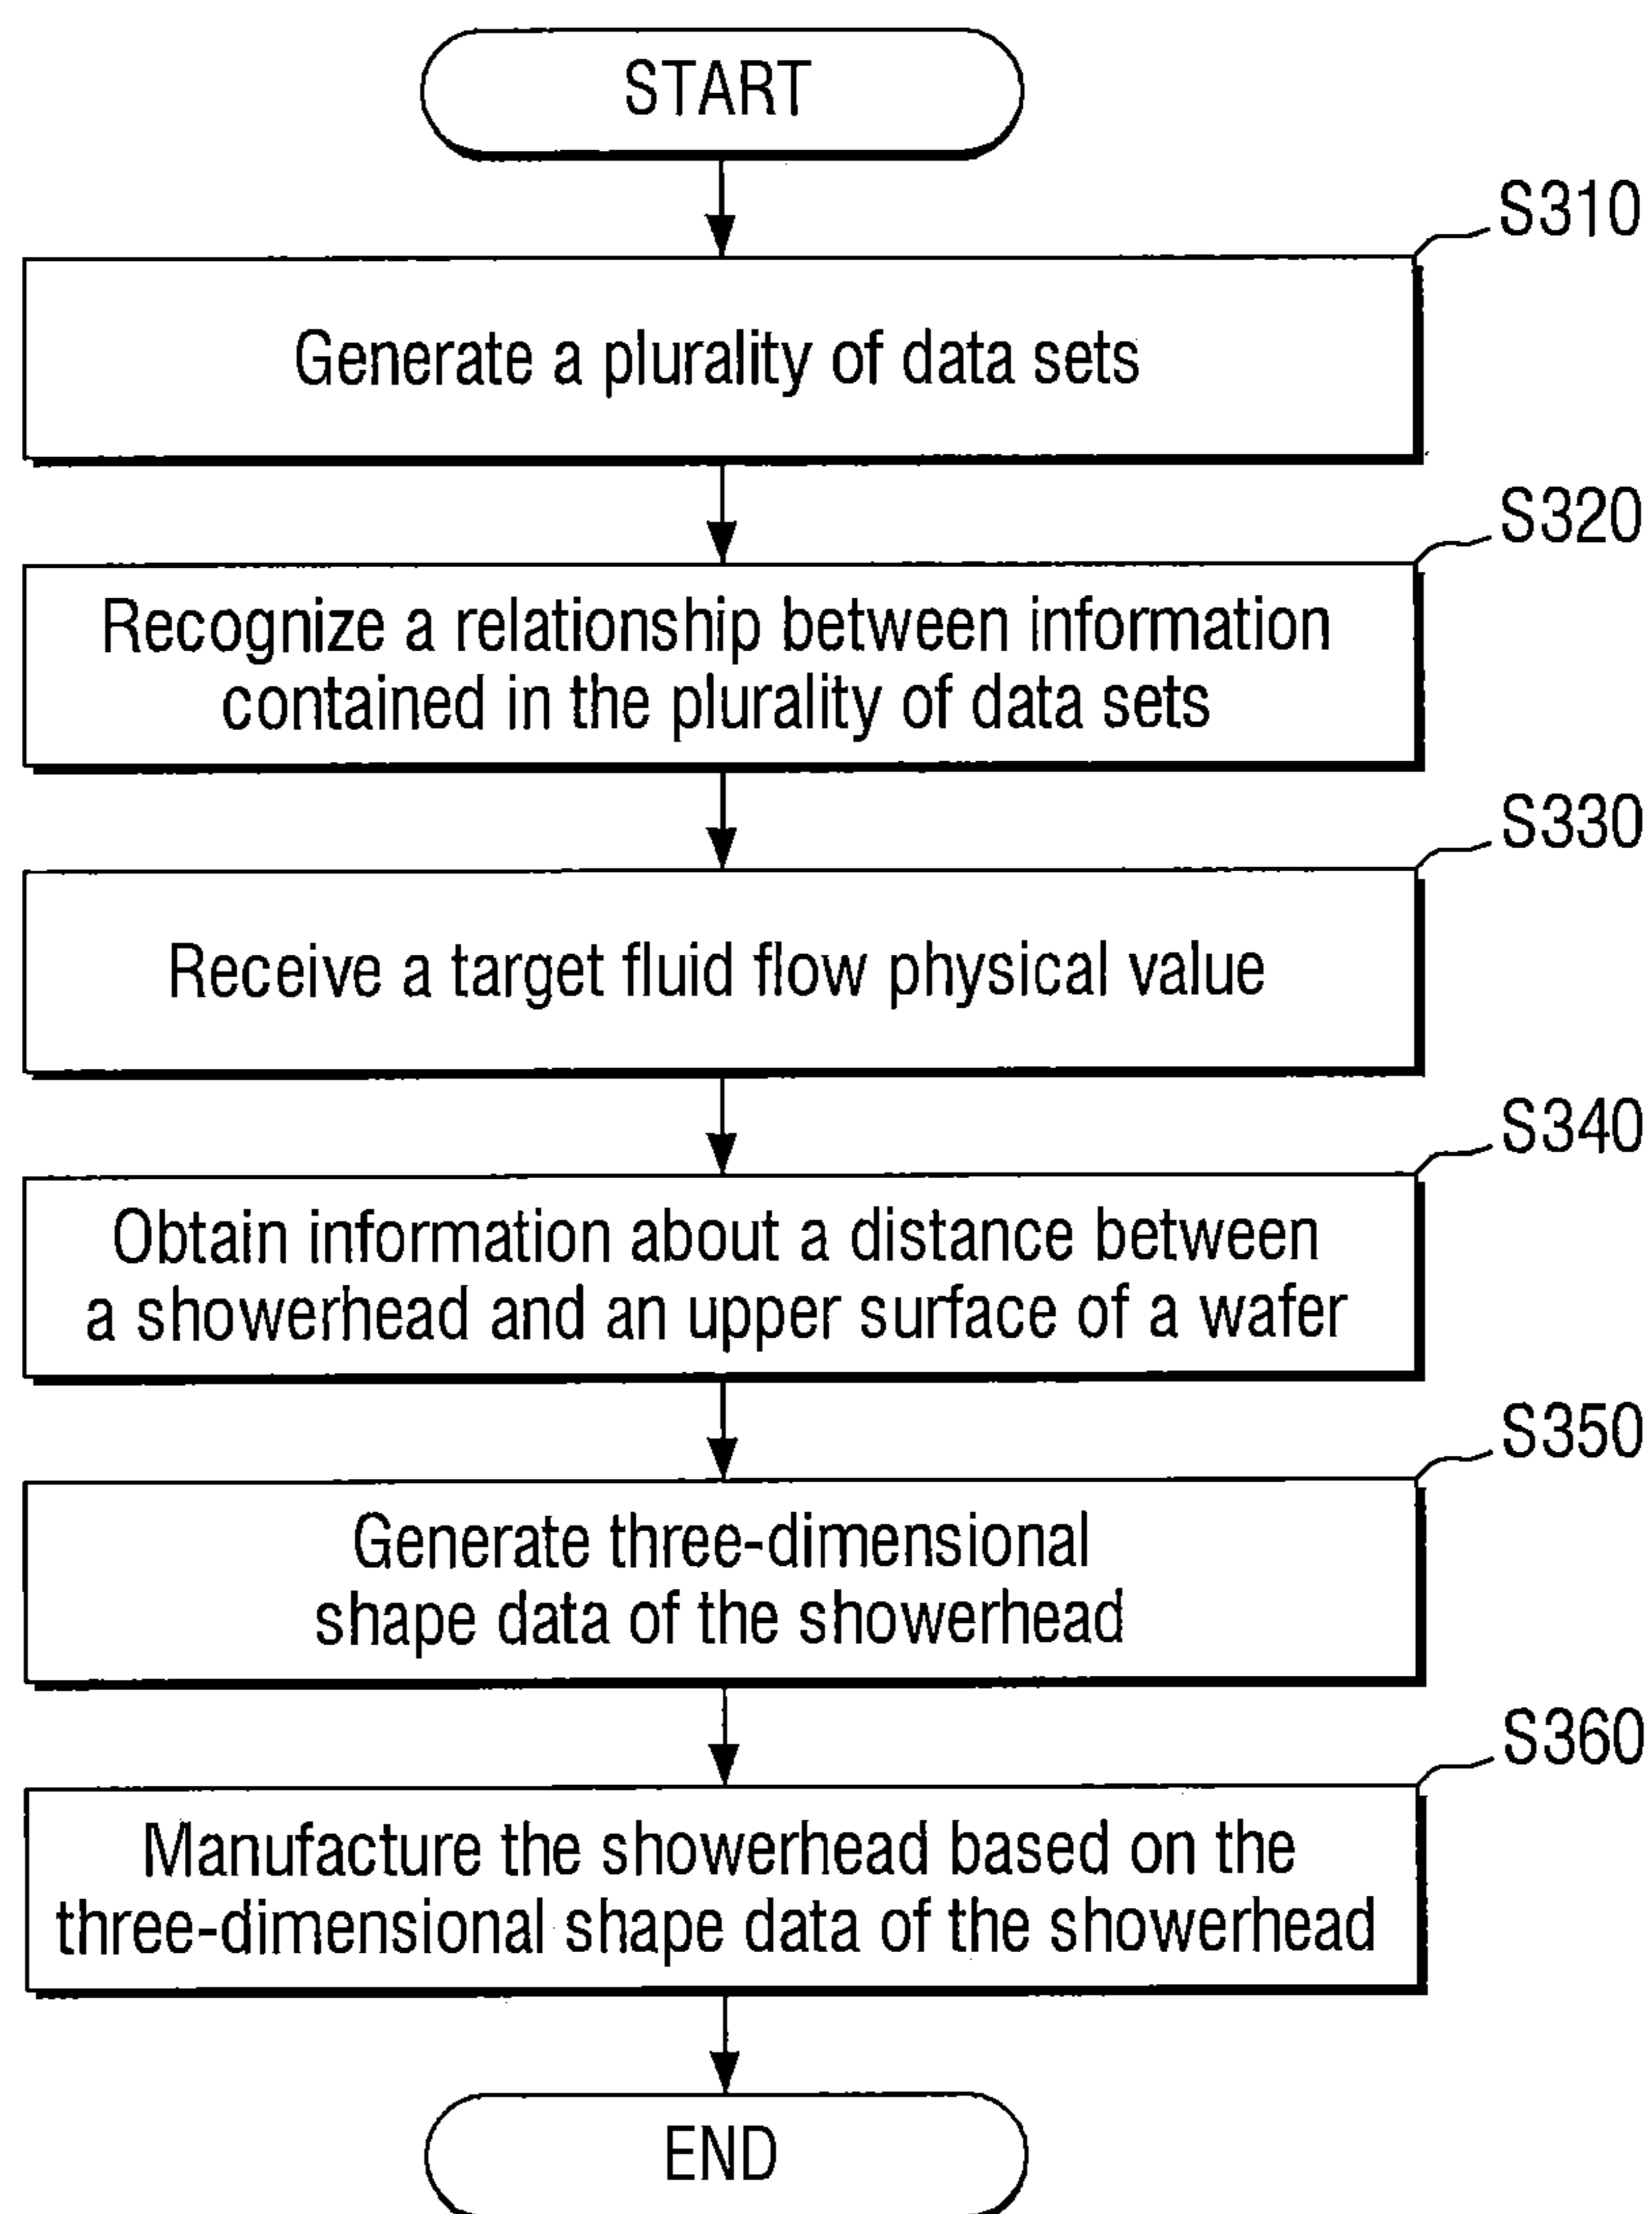 START
S310
Generate a plurality of data sets
S320
Recognize a relationship between information
contained in the plurality of data sets
S330
Receive a target fluid flow physical value
S340
Obtain information about a distance between
a showerhead and an upper surface of a wafer
S350
Generate three-dimensional
shape data of the showerhead
S360
Manufacture the showerhead based on the
three-dimensional shape data of the showerhead
END